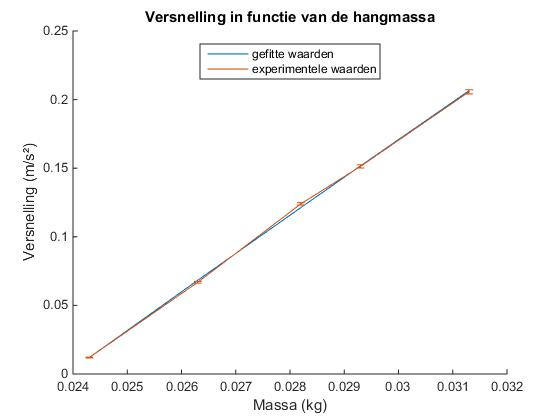 Versnelling in functie van de hangmassa
gefitte waarden
experimentele waarden
0.25
0.2
0.15
0.1
0.05
0
Versnelling (m/s²)
0.024 0.025 0.026 0.027 0.028 0.029 0.03 0.031 0.032
Massa (kg)